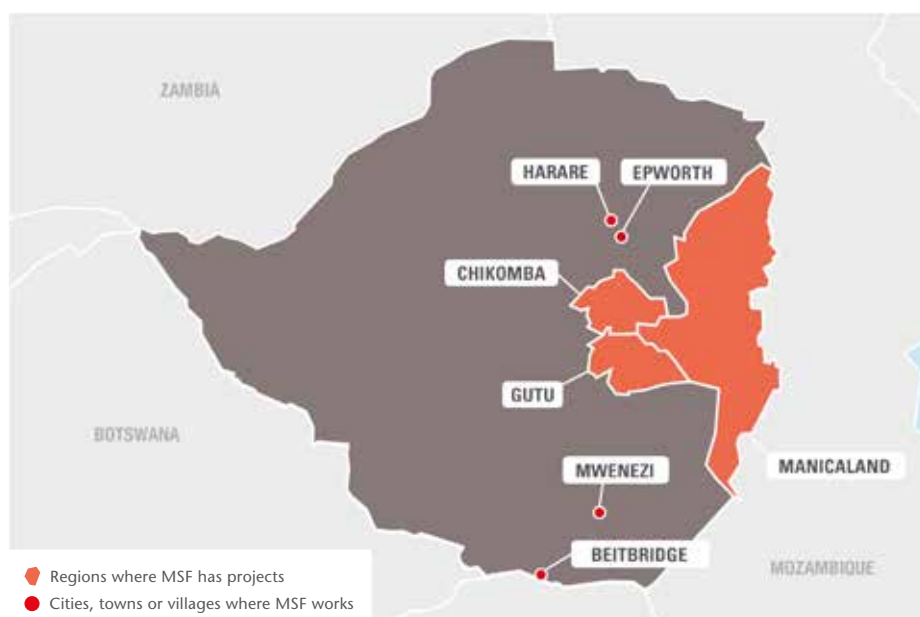 ZAMBIA
HARARE
EPWORTH
CHIKOMBA
GUTU
BOTSWANA
MANICALAND
MWENEZI
BEITBRIDGE
MOZAMBIQUE
Regions where MSF has projects
Cities, towns or villages where MSF works